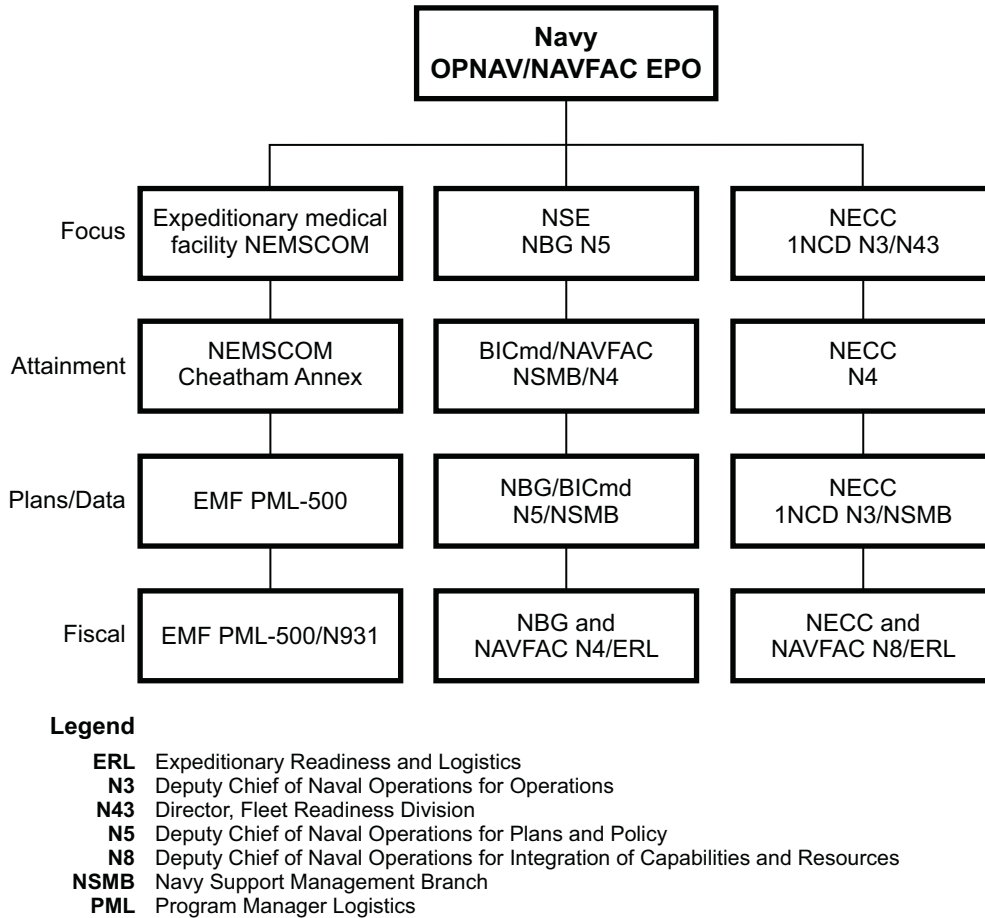 Navy
OPNAV/NAVFAC EPO
Focus
Expeditionary medical
facility NEMSCOM
NSE
NBG N5
NECC
1NCD N3/N43
Attainment
NEMSCOM
Cheatham Annex
BICmd/NAVFAC
NSMB/N4
NECC
N4
Plans/Data
EMF PML-500
NBG/BICmd
N5/NSMB
NECC
1NCD N3/NSMB
Fiscal
EMF PML-500/N931
NBG and
NAVFAC N4/ERL
NECC and
NAVFAC N8/ERL
Legend
ERL Expeditionary Readiness and Logistics
N3 Deputy Chief of Naval Operations for Operations
N43 Director, Fleet Readiness Division
N5 Deputy Chief of Naval Operations for Plans and Policy
N8 Deputy Chief of Naval Operations for Integration of Capabilities and Resources
NSMB Navy Support Management Branch
PML Program Manager Logistics